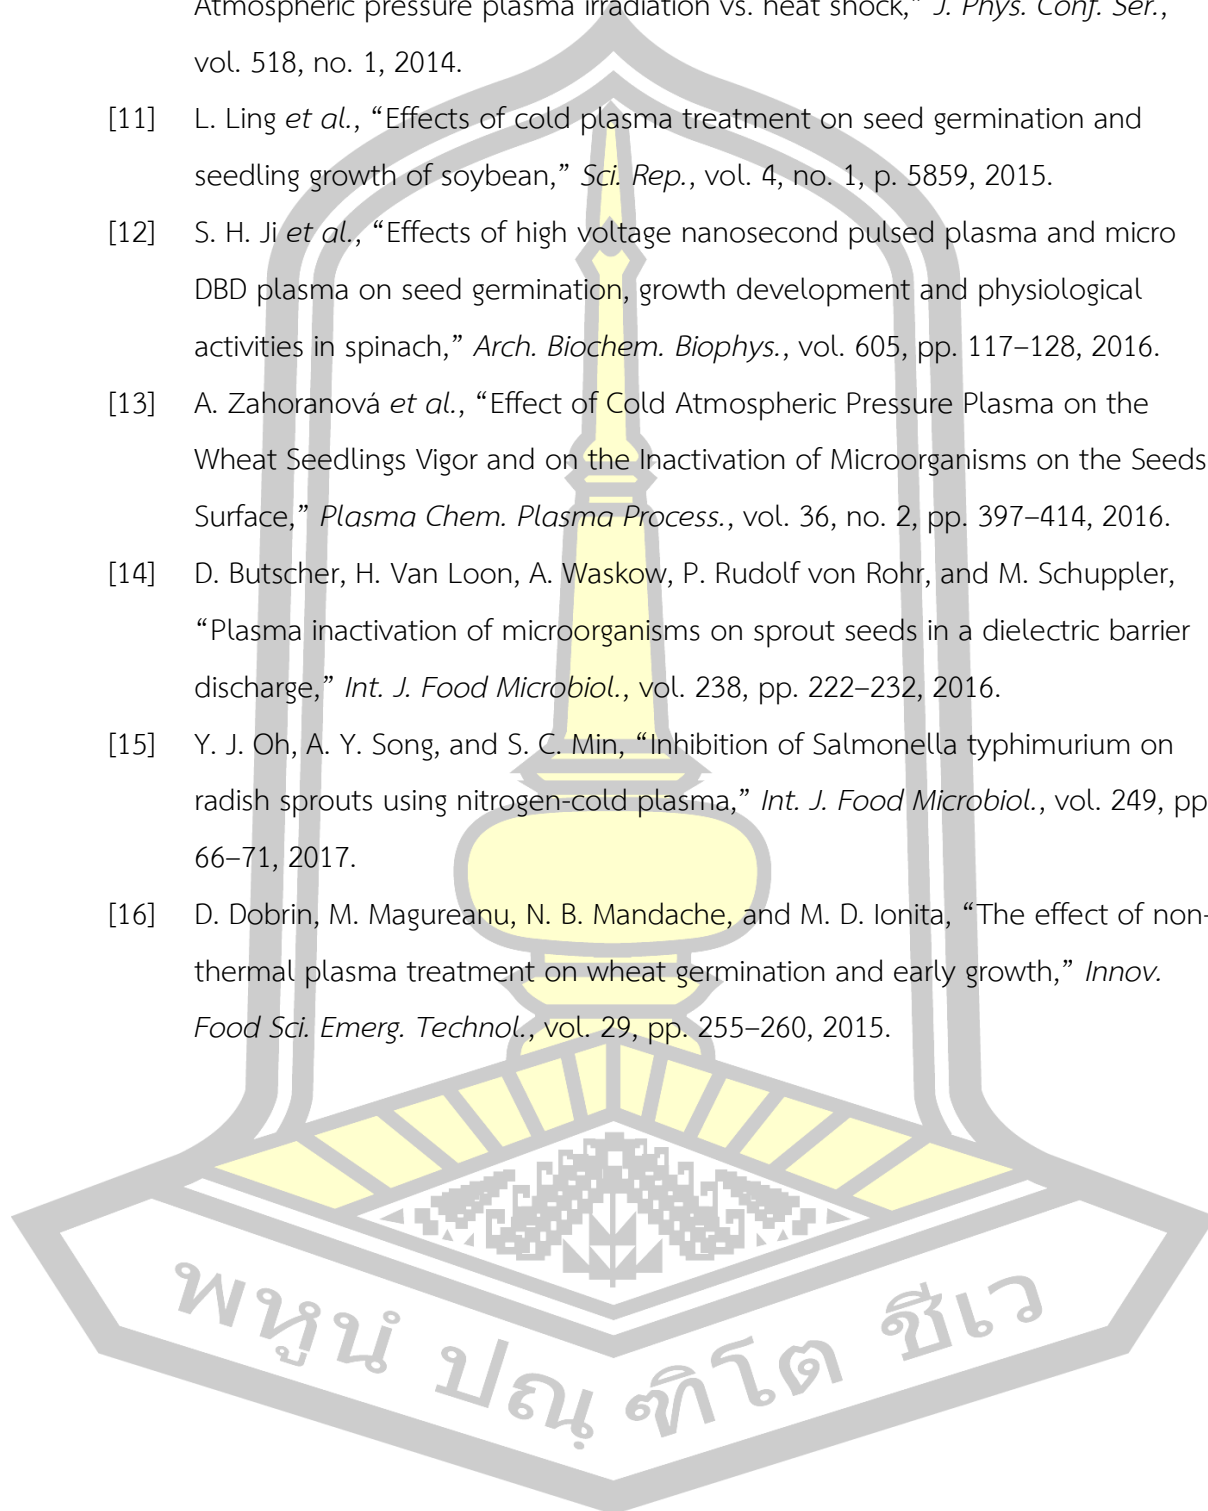 Atmospheric pressure plasma irradiation vs. heat shock,” J. Phys. Conf. Ser.,
vol. 518, no. 1, 2014.
[11] L. Ling et al., “Effects of cold plasma treatment on seed germination and
seedling growth of soybean,” Sci. Rep., vol. 4, no. 1, p. 5859, 2015.
[12] S. H. Ji et al., “Effects of high voltage nanosecond pulsed plasma and micro
DBD plasma on seed germination, growth development and physiological
activities in spinach,” Arch. Biochem. Biophys., vol. 605, pp. 117–128, 2016.
[13] A. Zahoranová et al., “Effect of Cold Atmospheric Pressure Plasma on the
Wheat Seedlings Vigor and on the Inactivation of Microorganisms on the Seeds
Surface,” Plasma Chem. Plasma Process., vol. 36, no. 2, pp. 397–414, 2016.
[14] D. Butscher, H. Van Loon, A. Waskow, P. Rudolf von Rohr, and M. Schuppler,
“Plasma inactivation of microorganisms on sprout seeds in a dielectric barrier
discharge,” Int. J. Food Microbiol., vol. 238, pp. 222–232, 2016.
[15] Y. J. Oh, A. Y. Song, and S. C. Min, “Inhibition of Salmonella typhimurium on
radish sprouts using nitrogen-cold plasma,” Int. J. Food Microbiol., vol. 249, pp
66–71, 2017.
[16] D. Dobrin, M. Magureanu, N. B. Mandache, and M. D. Ionita, “The effect of non-
thermal plasma treatment on wheat germination and early growth,” Innov.
Food Sci. Emerg. Technol., vol. 29, pp. 255–260, 2015.
พหูนํ ปณฺ ฑิโต ชีเว